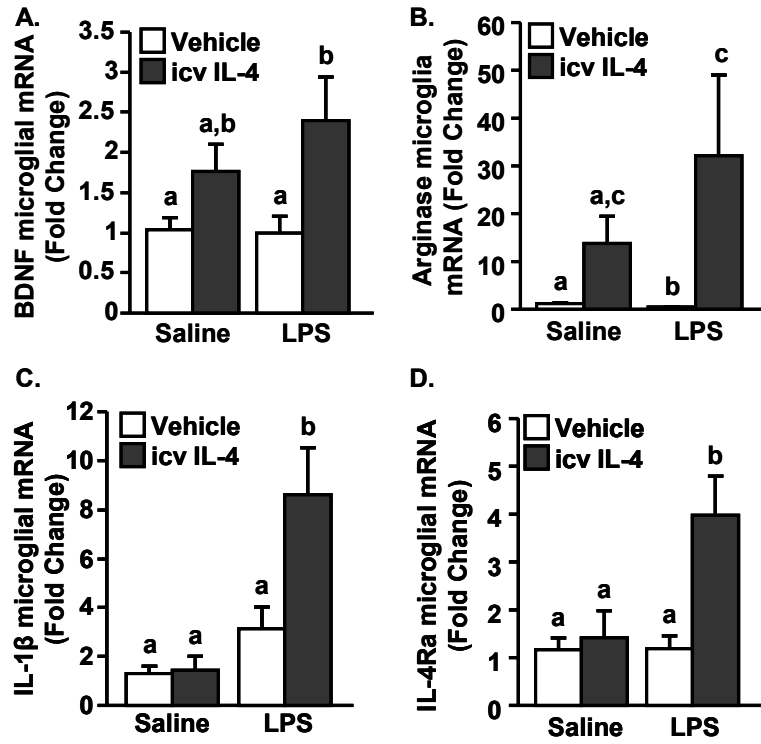 A.
BDNF microglial mRNA
(Fold Change)
3.5
3
2.5
2
1.5
1
0.5
0
Vehicle
icv IL-4
a
a,b
a
b
Saline
LPS
B.
Arginase microglia
mRNA (Fold Change)
60
50
40
30
20
10
0
Vehicle
icv IL-4
a
a,c
b
c
Saline
LPS
C.
IL-1β microglial mRNA
(Fold Change)
12
10
8
6
4
2
0
Vehicle
icv IL-4
a
a
a
b
Saline
LPS
D.
IL-4Ra microglial mRNA
(Fold Change)
6
5
4
3
2
1
0
Vehicle
icv IL-4
a
a
a
b
Saline
LPS